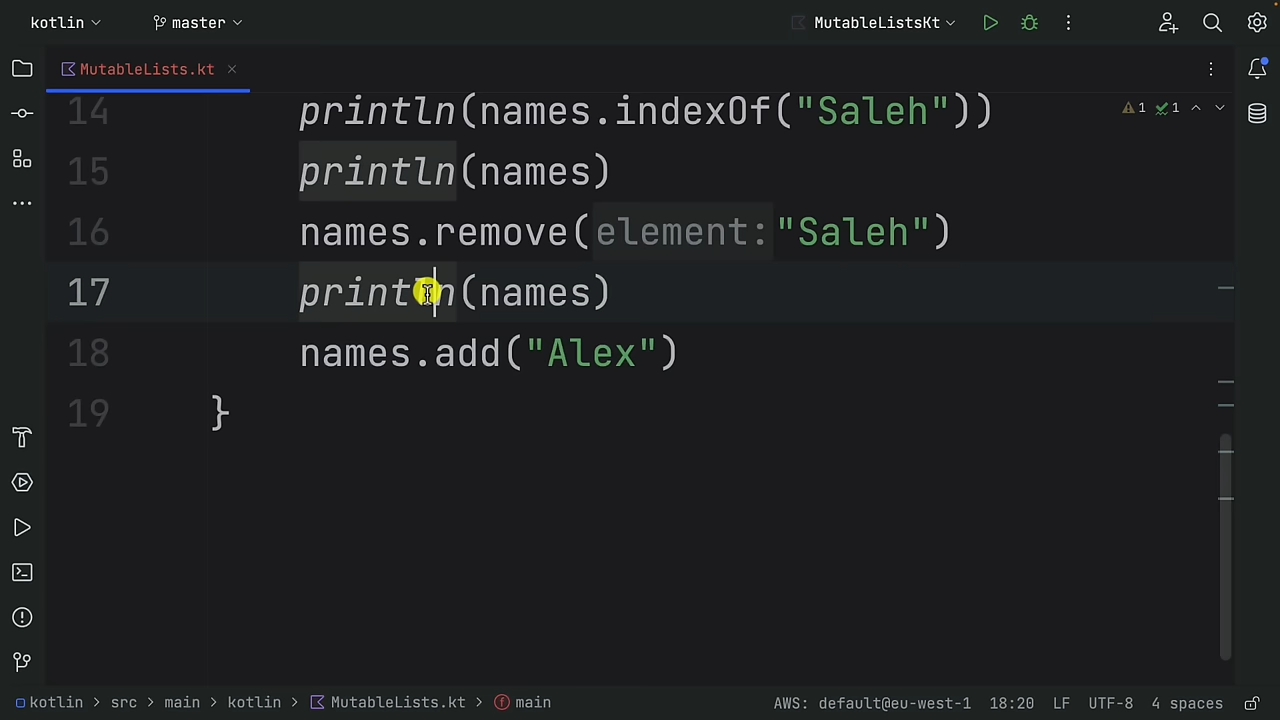 kotlin master MutableListsKt
MutableLists.kt
14 println(names.indexOf("Saleh")) 1 1
15 println(names)
16 names.remove(element: "Saleh")
17 println(names)
18 names.add("Alex")
19 }
kotlin > src > main > kotlin > MutableLists.kt > main AWS: default@eu-west-1 18:20 LF UTF-8 4 spaces